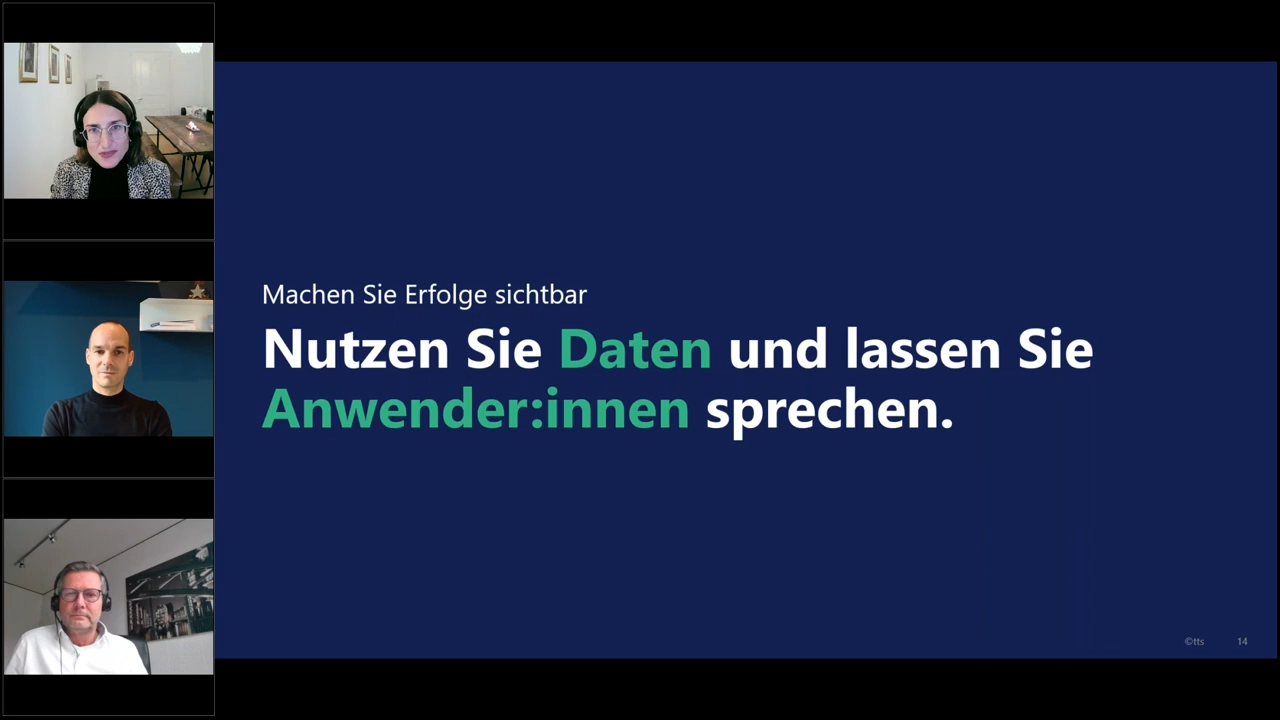 Machen Sie Erfolge sichtbar
Nutzen Sie Daten und lassen Sie
Anwender:innen sprechen.
©tts 14